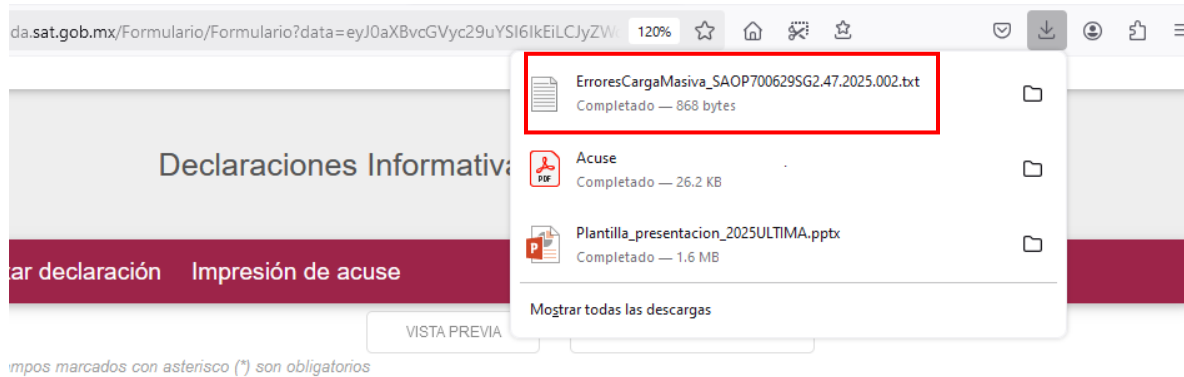 da.sat.gob.mx/Formulario/Formulario?data=eyJ0aXBvcGVyc29uYSI6IkEiLCJyZW
120%
ErroresCargaMasiva_SAOP700629SG2.47.2025.002.txt
Completado — 868 bytes
Declaraciones Informativa
Acuse
Completado — 26.2 KB
PDF
Plantilla_presentacion_2025ULTIMA.pptx
Completado — 1.6 MB
P
tar declaración Impresión de acuse
Mostrar todas las descargas
VISTA PREVIA
mpos marcados con asterisco (*) son obligatorios